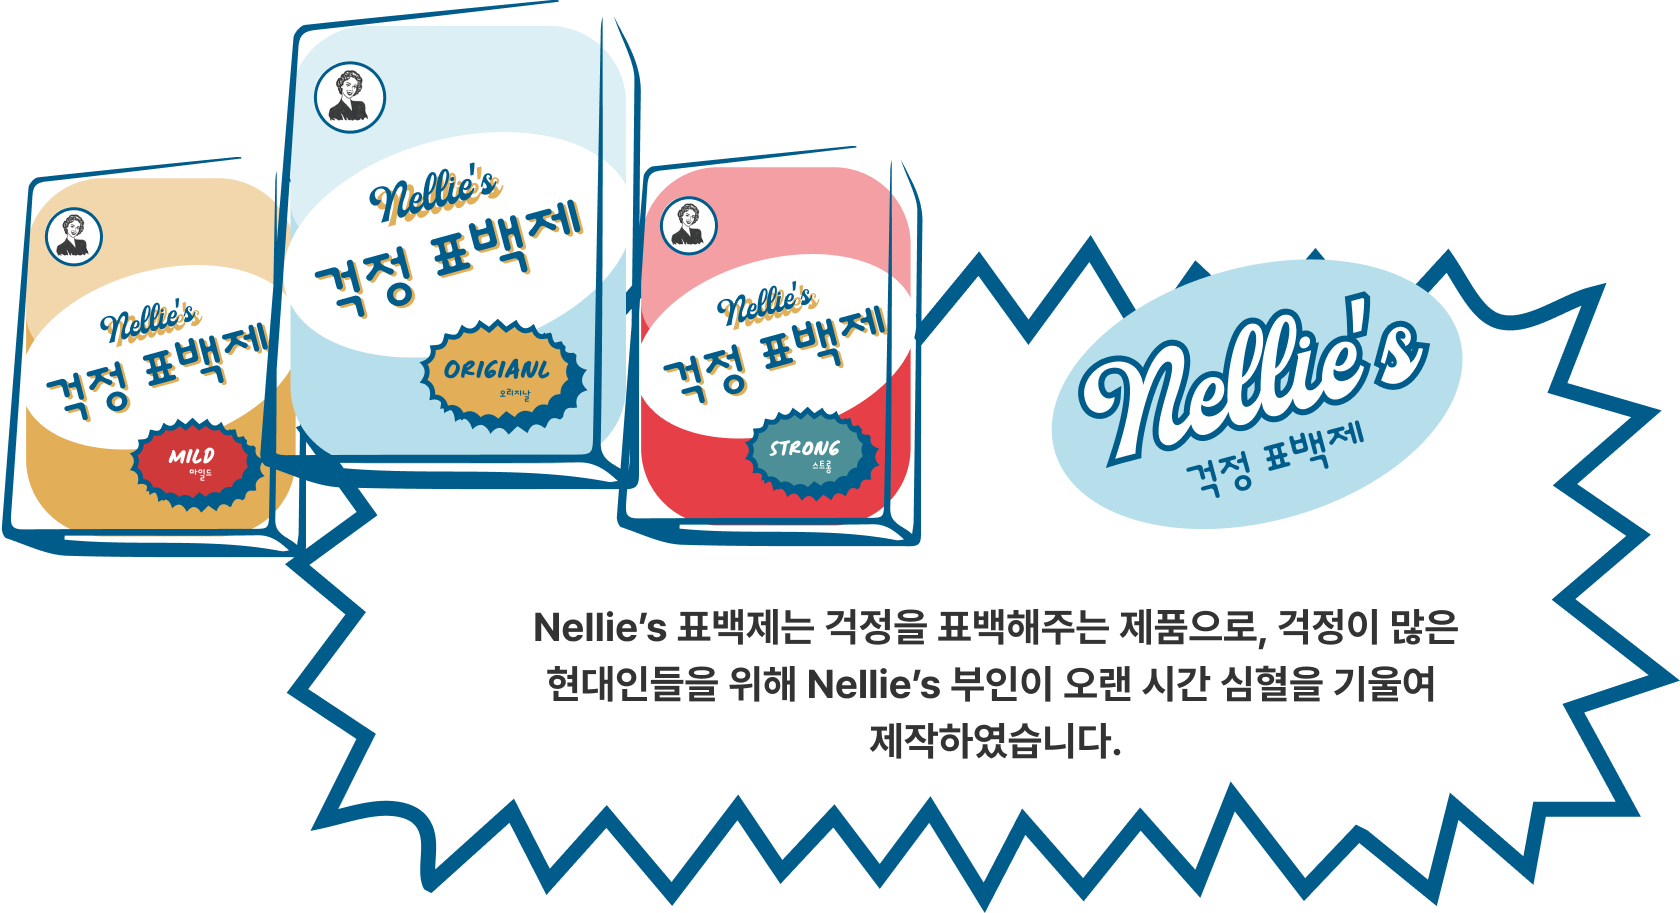 Nellie's
걱정 표백제
MILD
마일드
Nellie's
걱정 표백제
ORIGIANL
오리지날
Nellie's
걱정 표백제
STRONG
스트롱
Nellie's
걱정 표백제
Nellie’s 표백제는 걱정을 표백해주는 제품으로, 걱정이 많은
현대인들을 위해 Nellie’s 부인이 오랜 시간 심혈을 기울여
제작하였습니다.